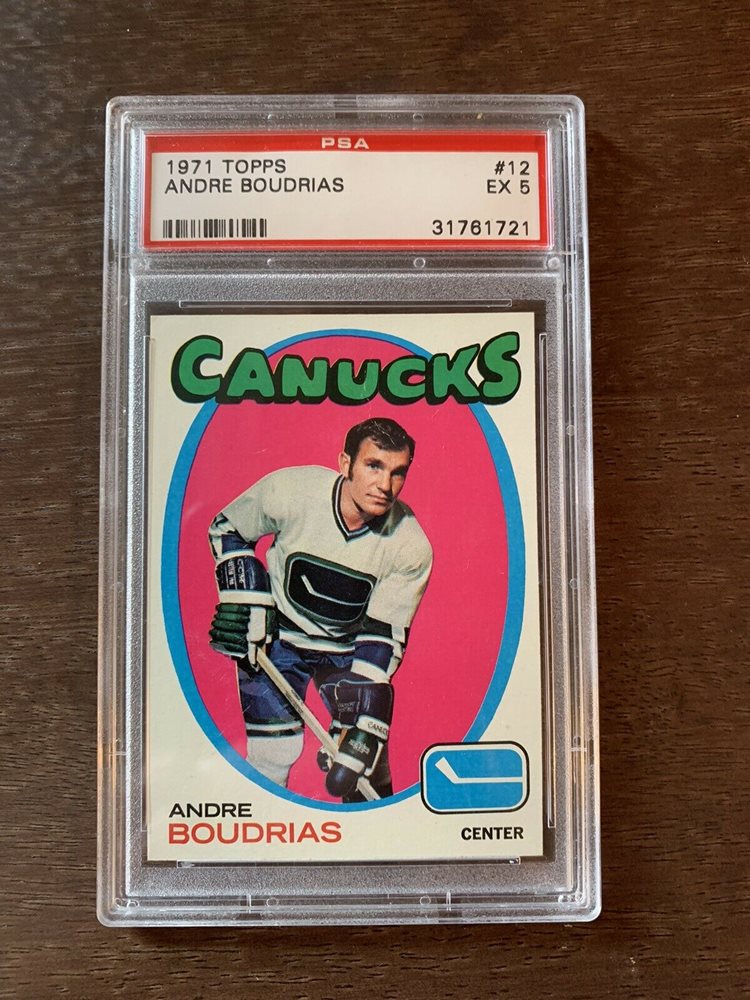 PSA
1971 TOPPS #12
ANDRE BOUDRIAS EX 5
31761721
CANUCKS
ANDRE
BOUDRIAS
CENTER